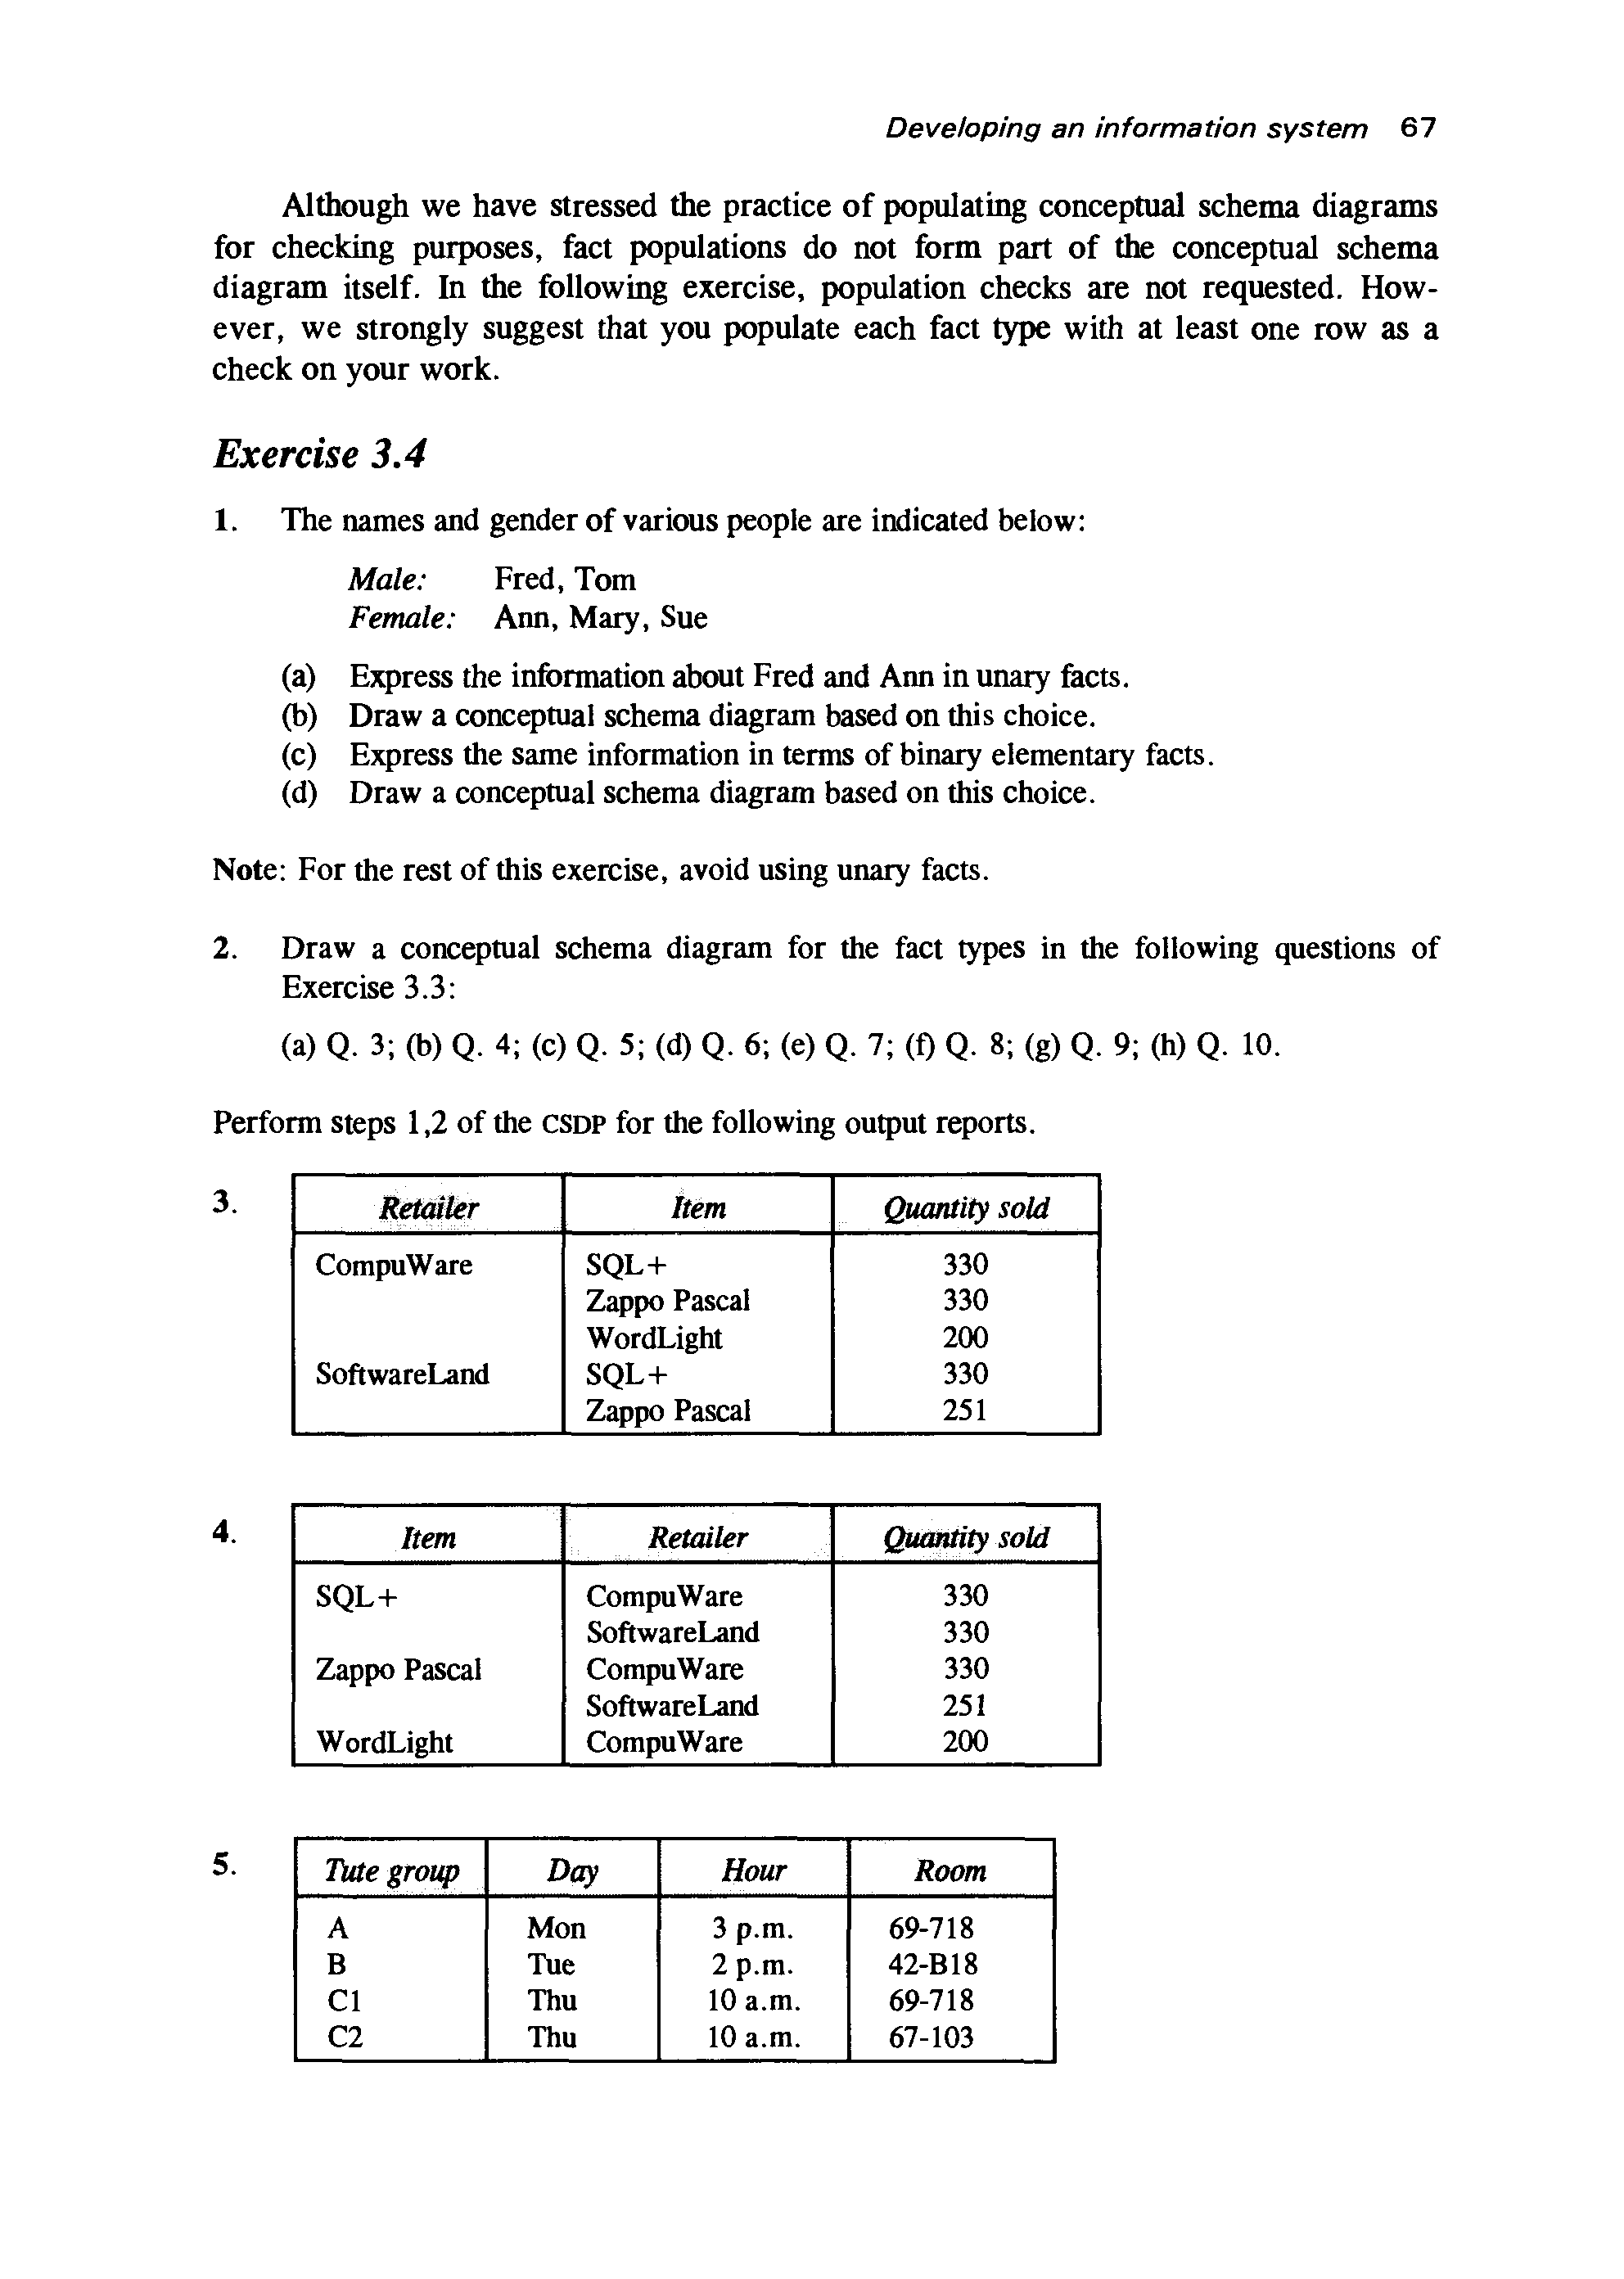 Developing an information system 67
Although we have stressed the practice of populating conceptual schema diagrams
for checking purposes, fact populations do not form part of the conceptual schema
diagram itself. In the following exercise, population checks are not requested. How-
ever, we strongly suggest that you populate each fact type with at least one row as a
check on your work.
Exercise 3.4
1. The names and gender of various people are indicated below:
Male: Fred, Tom
Female: Ann, Mary, Sue
(a) Express the information about Fred and Ann in unary facts.
(b) Draw a conceptual schema diagram based on this choice.
(c) Express the same information in terms of binary elementary facts.
(d) Draw a conceptual schema diagram based on this choice.
Note: For the rest of this exercise, avoid using unary facts.
2. Draw a conceptual schema diagram for the fact types in the following questions of
Exercise 3.3:
(a) Q. 3; (b) Q. 4; (c) Q. 5; (d) Q. 6; (e) Q. 7; (f) Q. 8; (g) Q. 9; (h) Q. 10.
Perform steps 1,2 of the CSDP for the following output reports.
3. Retailer Item Quantity sold
CompuWare SQL+ 330
Zappo Pascal 330
WordLight 200
SoftwareLand SQL+ 330
Zappo Pascal 251
4. Item Retailer Quantity sold
SQL+ CompuWare 330
SoftwareLand 330
Zappo Pascal CompuWare 330
SoftwareLand 251
WordLight CompuWare 200
5. Tute group Day Hour Room
A Mon 3 p.m. 69-718
B Tue 2 p.m. 42-B18
C1 Thu 10 a.m. 69-718
C2 Thu 10 a.m. 67-103